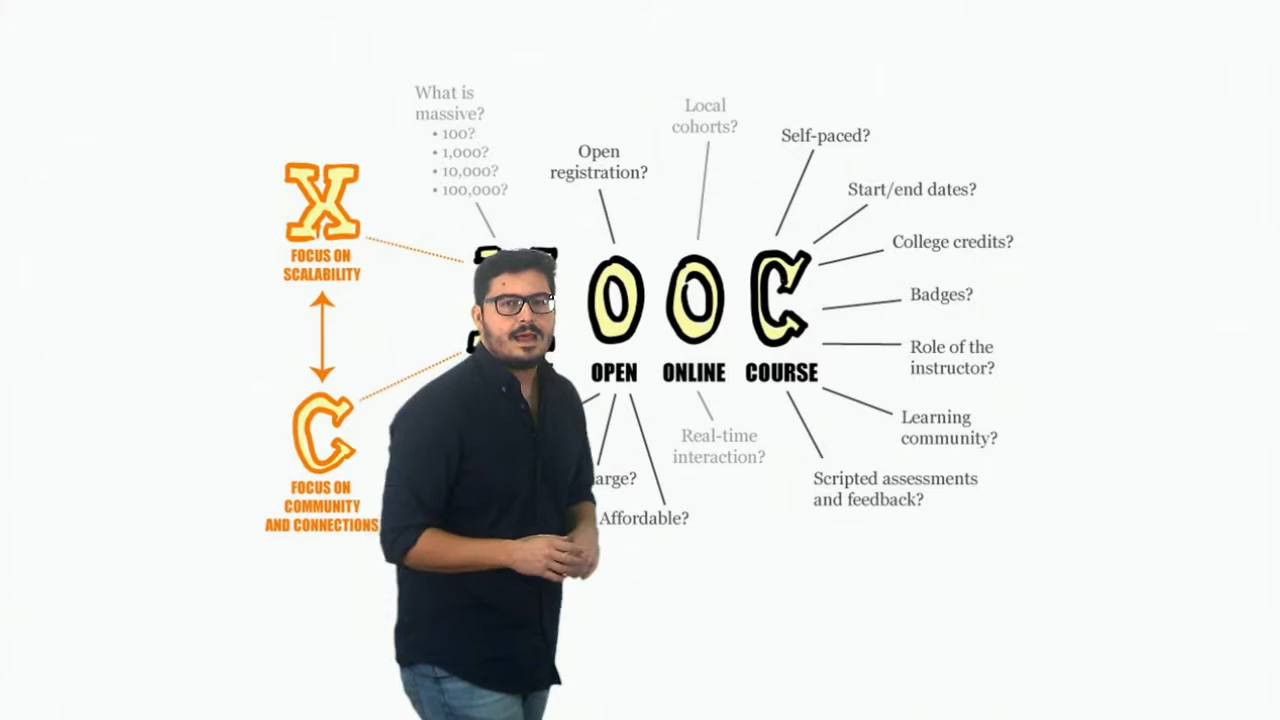 What is
massive?
• 100?
• 1,000?
• 10,000?
• 100,000?
Open
registration?
Local
cohorts?
Self-paced?
Start/end dates?
College credits?
Badges?
Role of the
instructor?
Learning
community?
Scripted assessments
and feedback?
X
FOCUS ON
SCALABILITY
C
FOCUS ON
COMMUNITY
AND CONNECTIONS
O O C
OPEN ONLINE COURSE
Real-time
interaction?
Affordable?